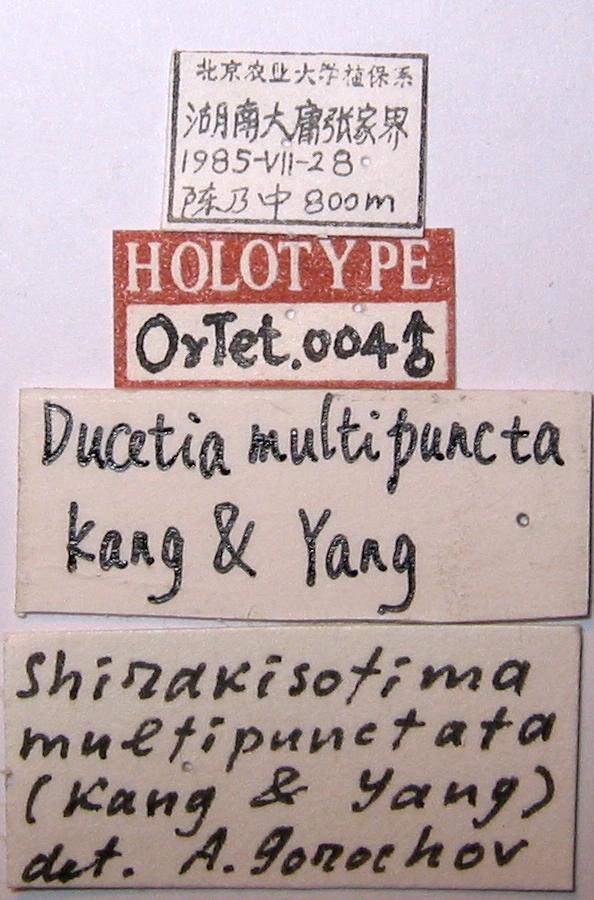 北京农业大学植保系
湖南大庸张家界
1985-VII-28
陈乃中 800m
HOLOTYPE
OrTet.004♂
Ducetia multipuncta
Kang & Yang
Shirakisotima
multipunctata
(Kang & Yang)
det. A. Gorochov